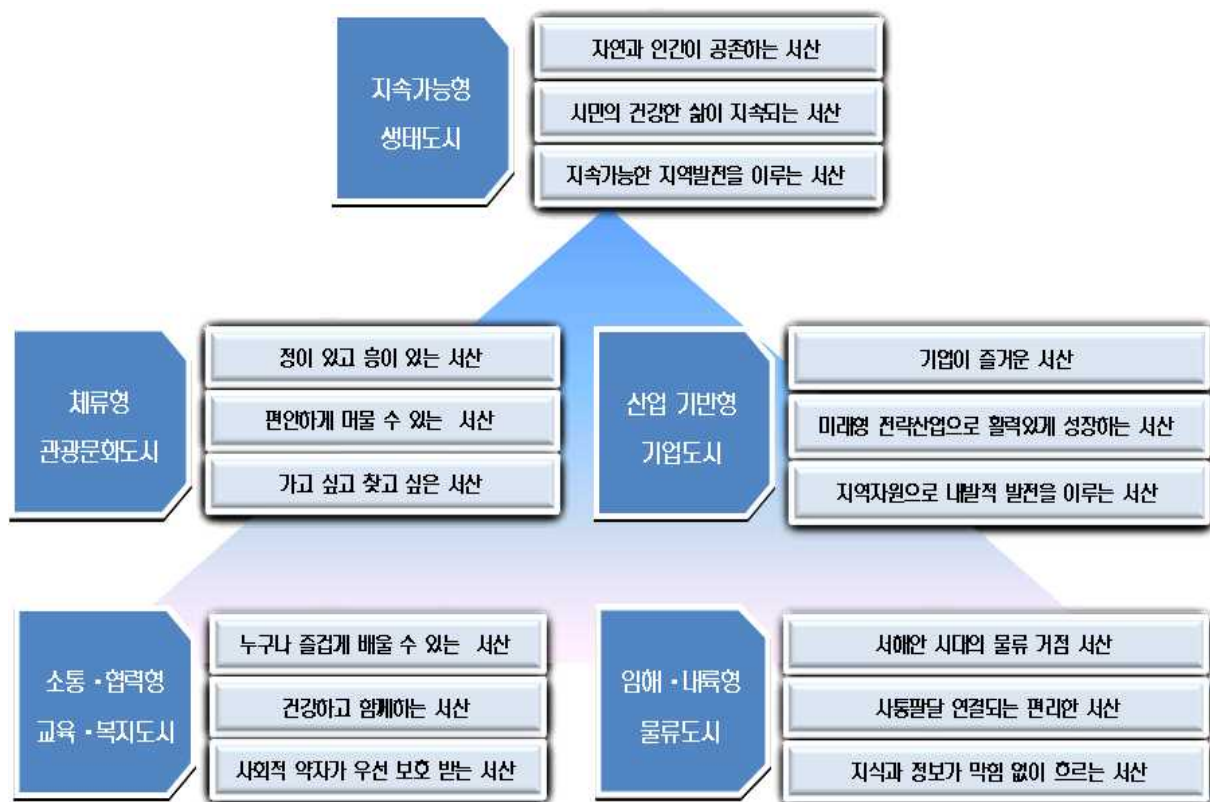 지속가능형
생태도시
자연과 인간이 공존하는 서산
시민의 건강한 삶이 지속되는 서산
지속가능한 지역발전을 이루는 서산
체류형
관광문화도시
정이 있고 흥이 있는 서산
편안하게 머물 수 있는 서산
가고 싶고 찾고 싶은 서산
산업 기반형
기업도시
기업이 즐거운 서산
미래형 전략산업으로 활력있게 성장하는 서산
지역자원으로 내발적 발전을 이루는 서산
소통·협력형
교육·복지도시
누구나 즐겁게 배울 수 있는 서산
건강하고 함께하는 서산
사회적 약자가 우선 보호 받는 서산
임해·내륙형
물류도시
서해안 시대의 물류 거점 서산
사통팔달 연결되는 편리한 서산
지식과 정보가 막힘 없이 흐르는 서산